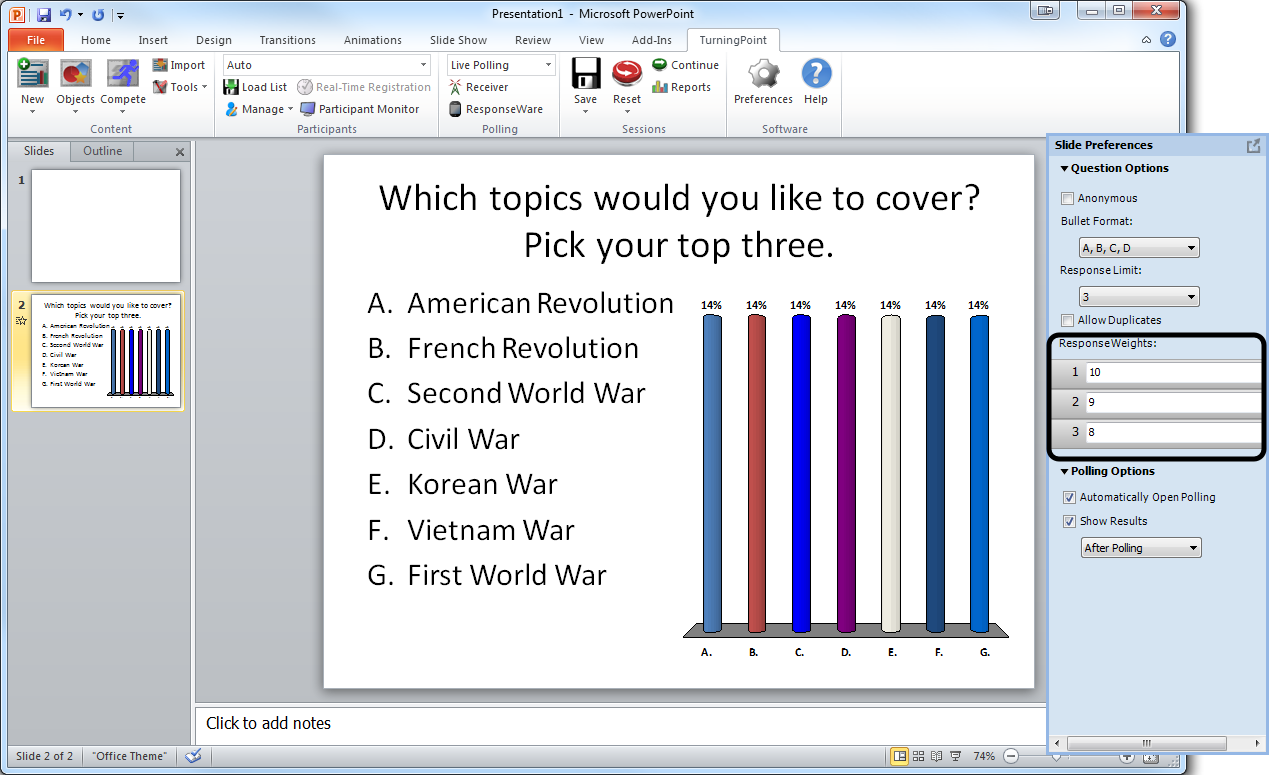 Presentation1 - Microsoft PowerPoint
File Home Insert Design Transitions Animations Slide Show Review View Add-Ins TurningPoint
New Objects Compete Import
Tools
Content
Auto
Load List Real-Time Registration
Manage Participant Monitor
Participants
Live Polling
Receiver
ResponseWare
Polling
Save Reset Continue
Reports
Sessions
Preferences Help
Software
Slides Outline
1
2
Which topics would you like to cover?
Pick your top three.
A. American Revolution
B. French Revolution
C. Second World War
D. Civil War
E. Korean War
F. Vietnam War
G. First World War
Which topics would you like to cover?
Pick your top three.
A. American Revolution
B. French Revolution
C. Second World War
D. Civil War
E. Korean War
F. Vietnam War
G. First World War
14% 14% 14% 14% 14% 14% 14%
A. B. C. D. E. F. G.
Click to add notes
Slide Preferences
Question Options
Anonymous
Bullet Format:
A, B, C, D
Response Limit:
3
Allow Duplicates
Response Weights:
1 10
2 9
3 8
Polling Options
Automatically Open Polling
Show Results
After Polling
Slide 2 of 2 "Office Theme" 74%